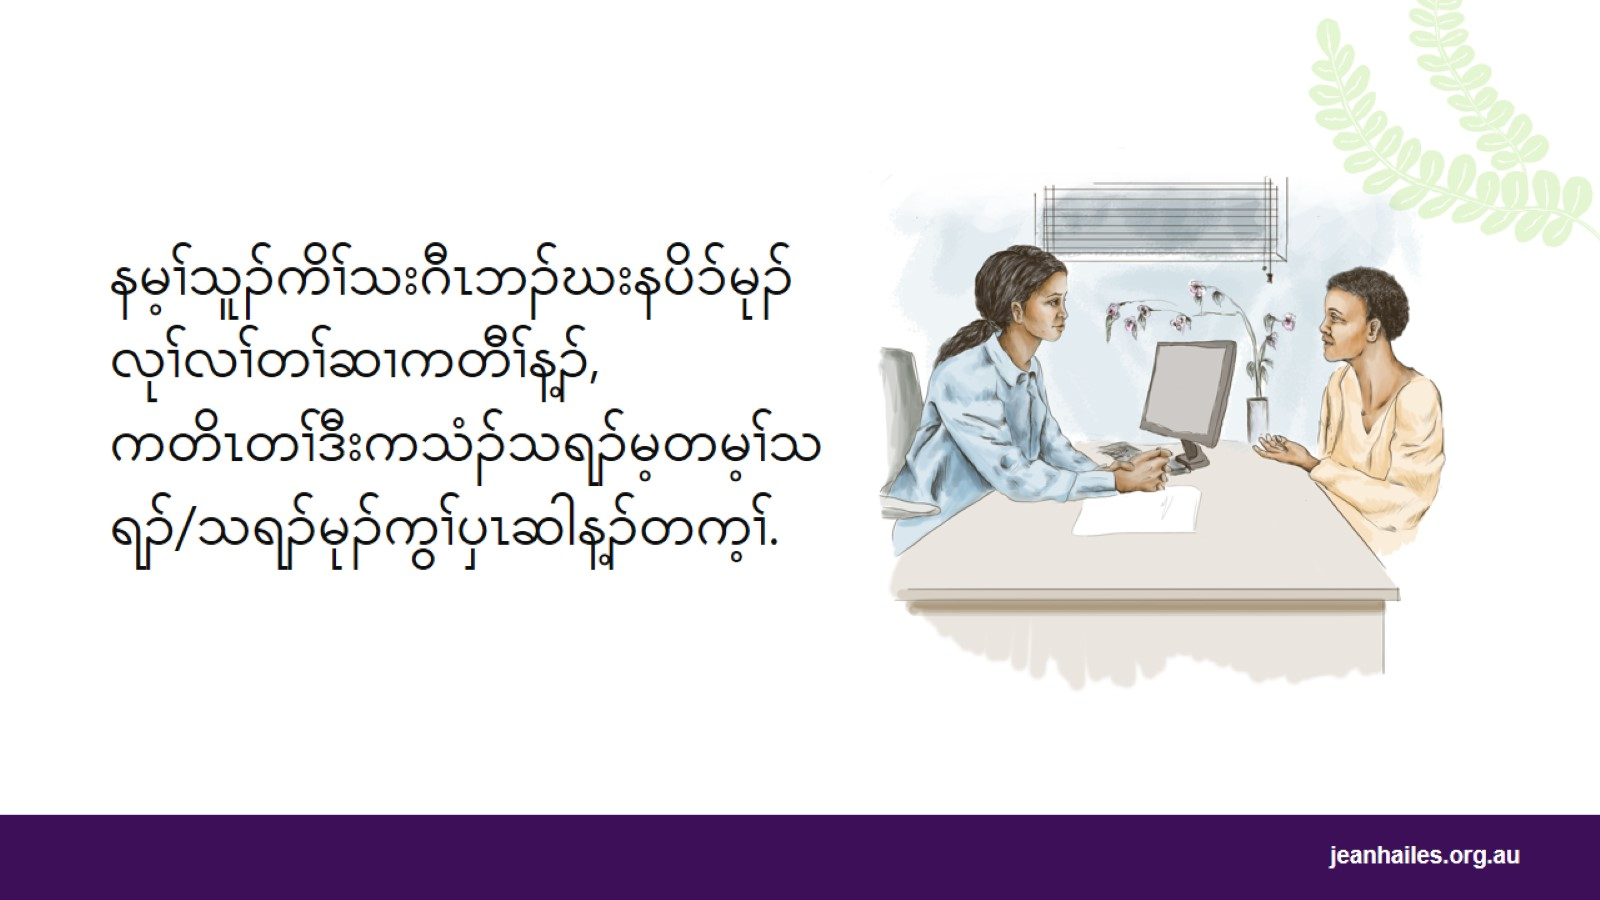 နမ့ၢ်သူၣ်ကိၢ်သးဂီၤဘၣ်ဃးနပိာ်မုၣ်
လုၢ်လၢ်တၢ်ဆၢကတီၢ်န့ၣ်,
ကတိၤတၢ်ဒီးကသံၣ်သရၣ်မ့တမ့ၢ်သ
ရၣ်/သရၣ်မုၣ်ကွၢ်ပှၤဆါန့ၣ်တက့ၢ်.
jeanhailes.org.au